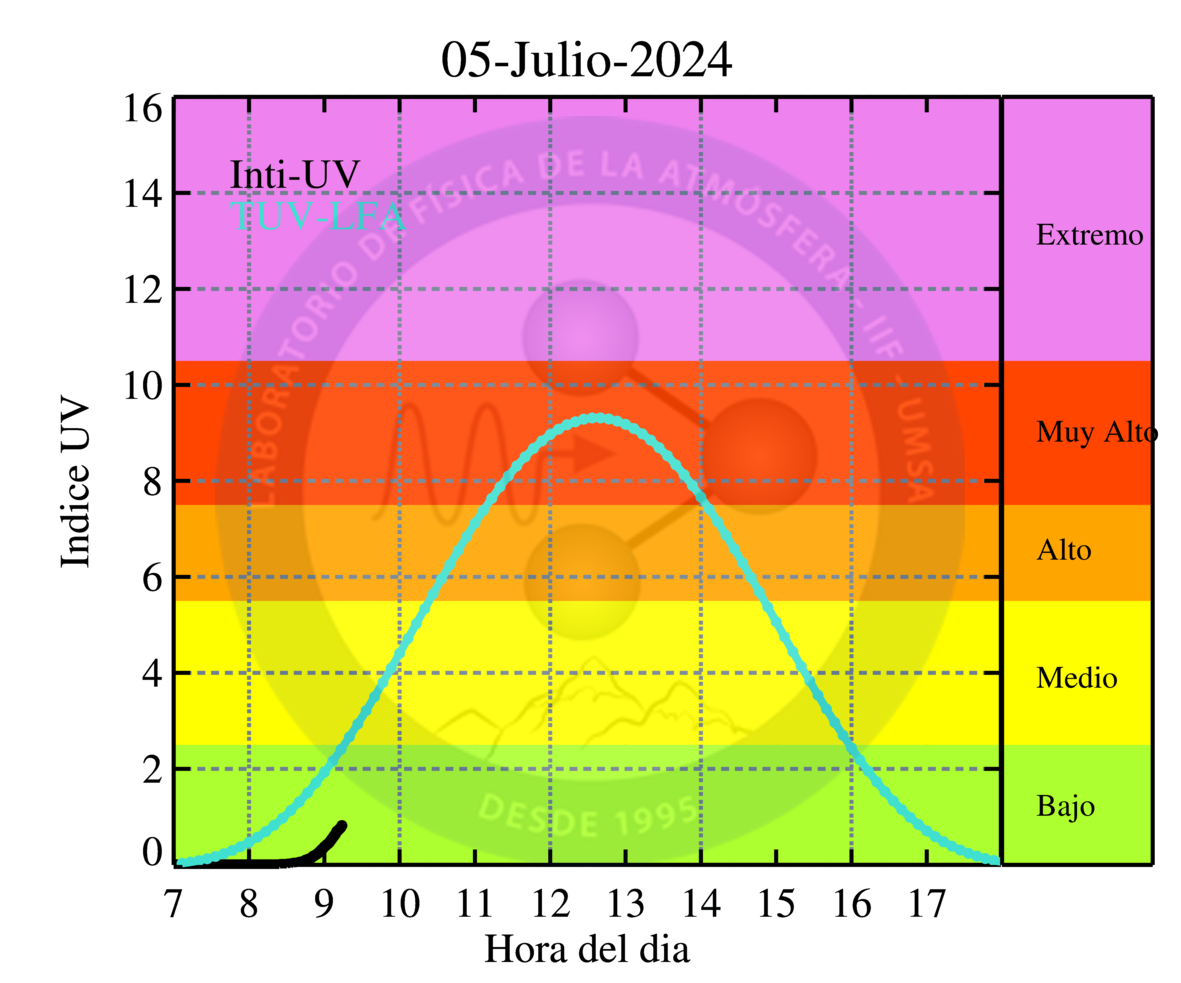 05-Julio-2024
Inti-UV
TUV-LFA
LABORATORIO DE FÍSICA DE LA ATMÓSFERA - IIF - UMSA
DESDE 1995
Indice UV
16
14
12
10
8
6
4
2
0
Extremo
Muy Alto
Alto
Medio
Bajo
7 8 9 10 11 12 13 14 15 16 17
Hora del dia